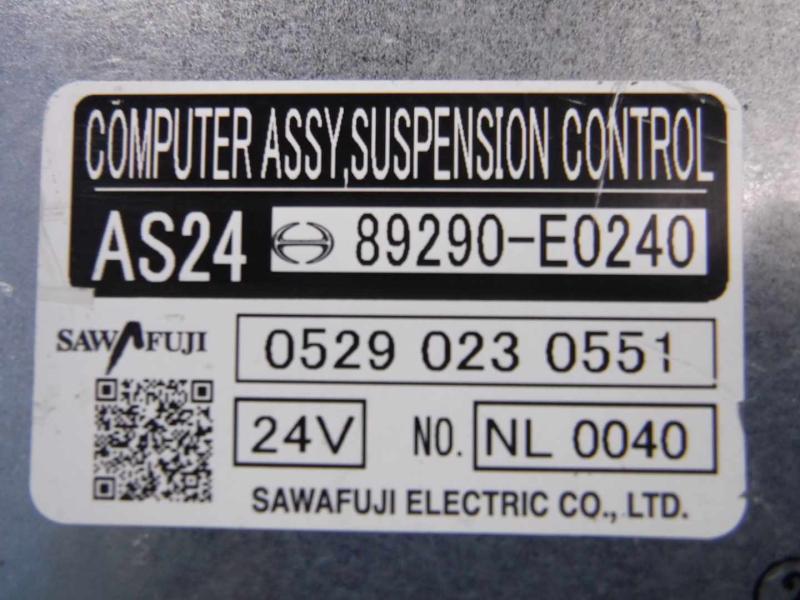 COMPUTER ASSY,SUSPENSION CONTROL
AS24 89290-E0240
SAWAFUJI 0529 023 0551
24V NO. NL 0040
SAWAFUJI ELECTRIC CO., LTD.